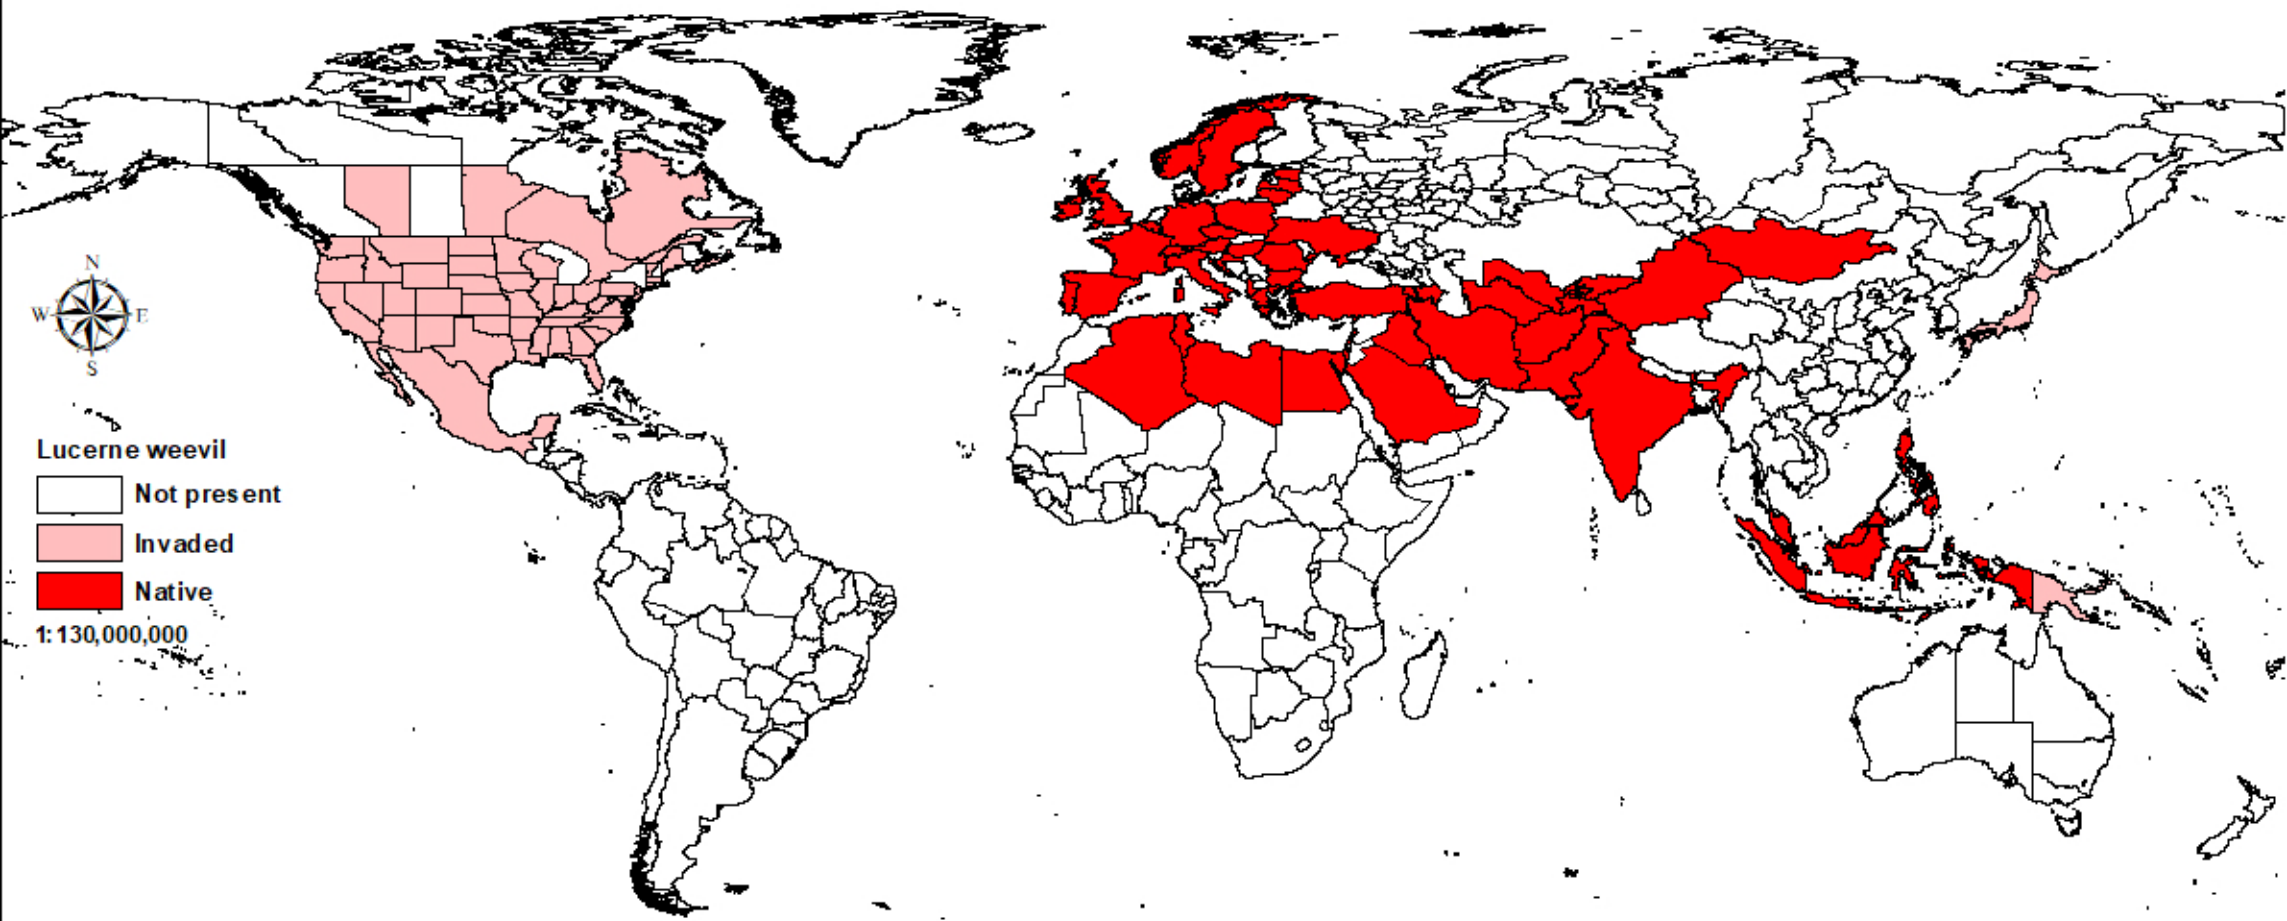 N
W E
S
Lucerne weevil
Not present
Invaded
Native
1:130,000,000